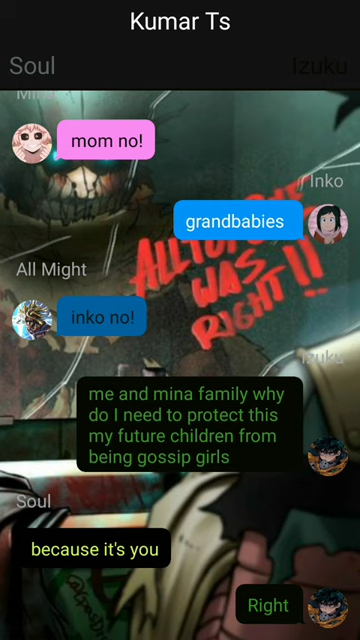 Kumar Ts
Soul
Izuku
Mina
mom no!
Inko
grandbabies
All Might
inko no!
Izuku
me and mina family why
do I need to protect this
my future children from
being gossip girls
Soul
because it's you
Right
WAS
RIGHT!!